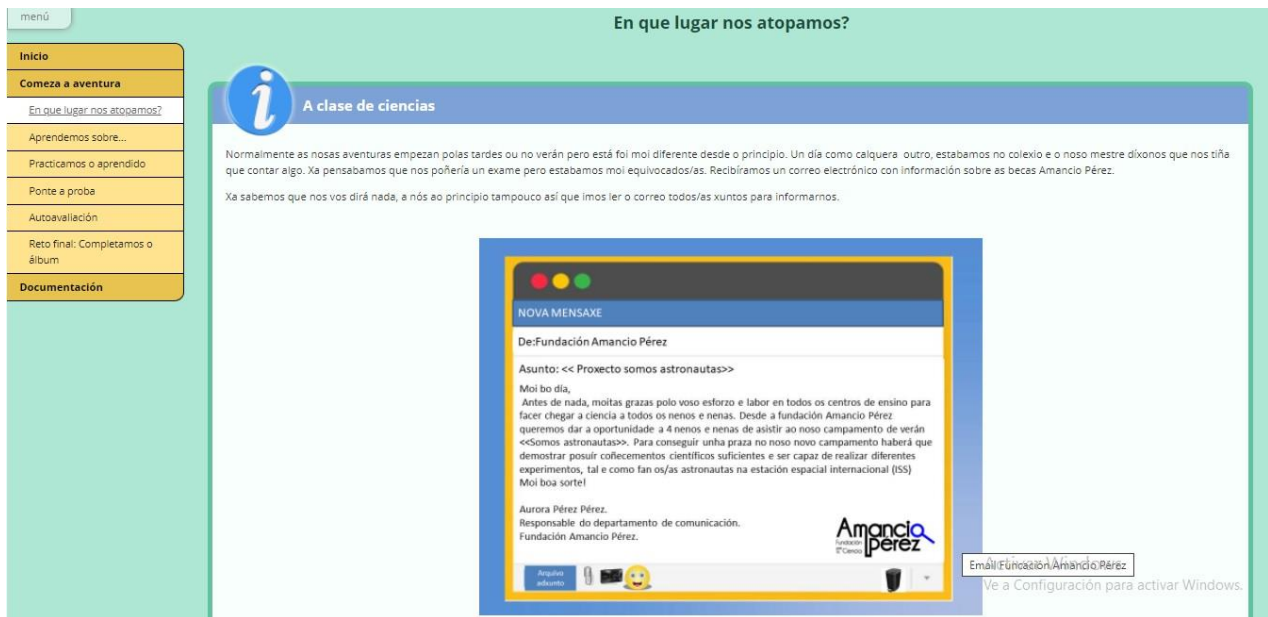 menú
En que lugar nos atopamos?
Inicio
Comeza a aventura
En que lugar nos atopamos?
Aprendemos sobre...
Practicamos o aprendido
Ponte a proba
Autoavaliación
Reto final: Completamos o
álbum
Documentación
i
A clase de ciencias
Normalmente as nosas aventuras empezan polas tardes ou no verán pero está foi moi diferente desde o principio. Un día como calquera outro, estabamos no colexio e o noso mestre díxonos que nos tiña
que contar algo. Xa pensabamos que nos poñería un exame pero estabamos moi equivocados/as. Recibíramos un correo electrónico con información sobre as becas Amancio Pérez.
Xa sabemos que nos vos dirá nada, a nós ao principio tampouco así que imos ler o correo todos/as xuntos para informarnos.
NOVA MENSAXE
De:Fundación Amancio Pérez
Asunto: << Proxecto somos astronautas>>
Moi bo día,
Antes de nada, moitas grazas polo voso esforzo e labor en todos os centros de ensino para
facer chegar a ciencia a todos os nenos e nenas. Desde a fundación Amancio Pérez
queremos dar a oportunidade a 4 nenos e nenas de asistir ao noso campamento de verán
<<Somos astronautas>>. Para conseguir unha praza no noso novo campamento haberá que
demostrar posuír coñecementos científicos suficientes e ser capaz de realizar diferentes
experimentos, tal e como fan os/as astronautas na estación espacial internacional (ISS)
Moi boa sorte!
Aurora Pérez Pérez.
Responsable do departamento de comunicación.
Fundación Amancio Pérez.
Amancio
Fundación
pérez
Arquivo
adxunto
Email Funcación Amancio Pérez
Activar Windows
Ve a Configuración para activar Windows.